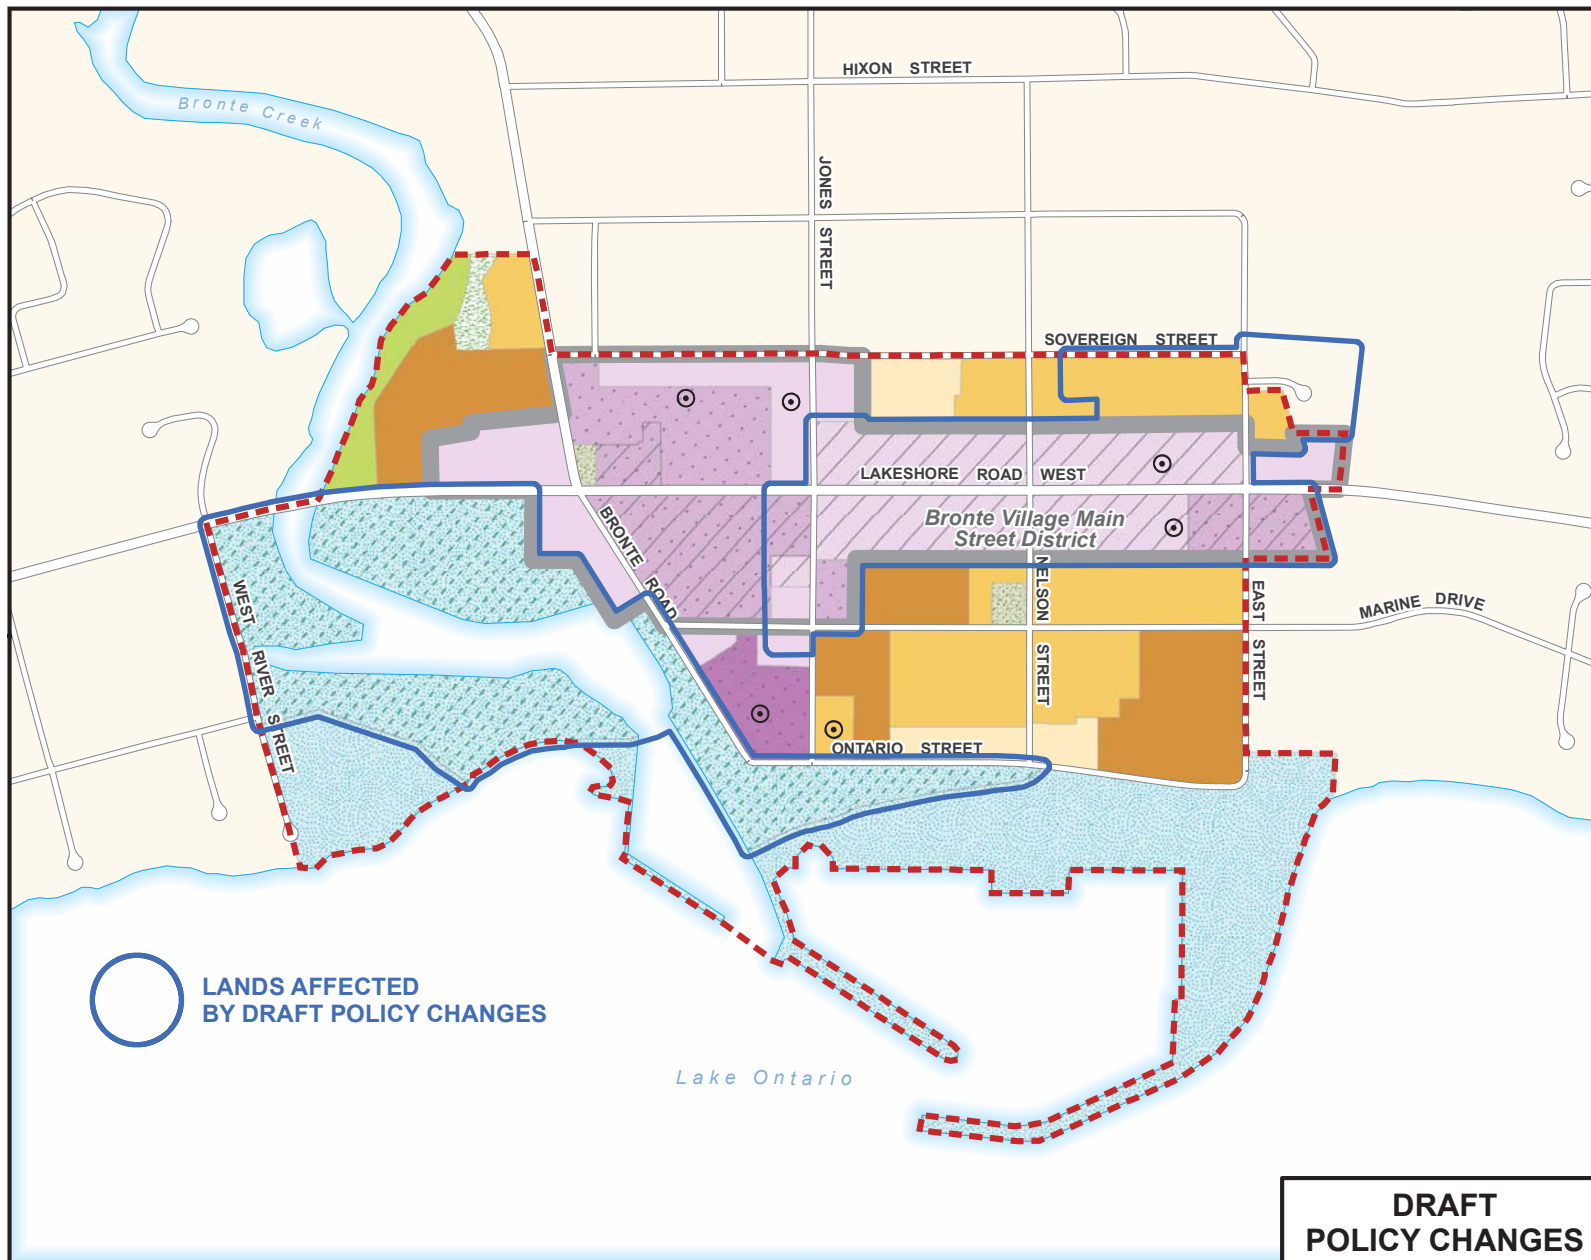 HIXON STREET
Bronte Creek
JONES STREET
SOVEREIGN STREET
LAKESHORE ROAD WEST
Bronte Village Main
Street District
BRONTE ROAD
NELSON STREET
EAST STREET
MARINE DRIVE
WEST RIVER STREET
ONTARIO STREET
LANDS AFFECTED
BY DRAFT POLICY CHANGES
Lake Ontario
DRAFT
POLICY CHANGES